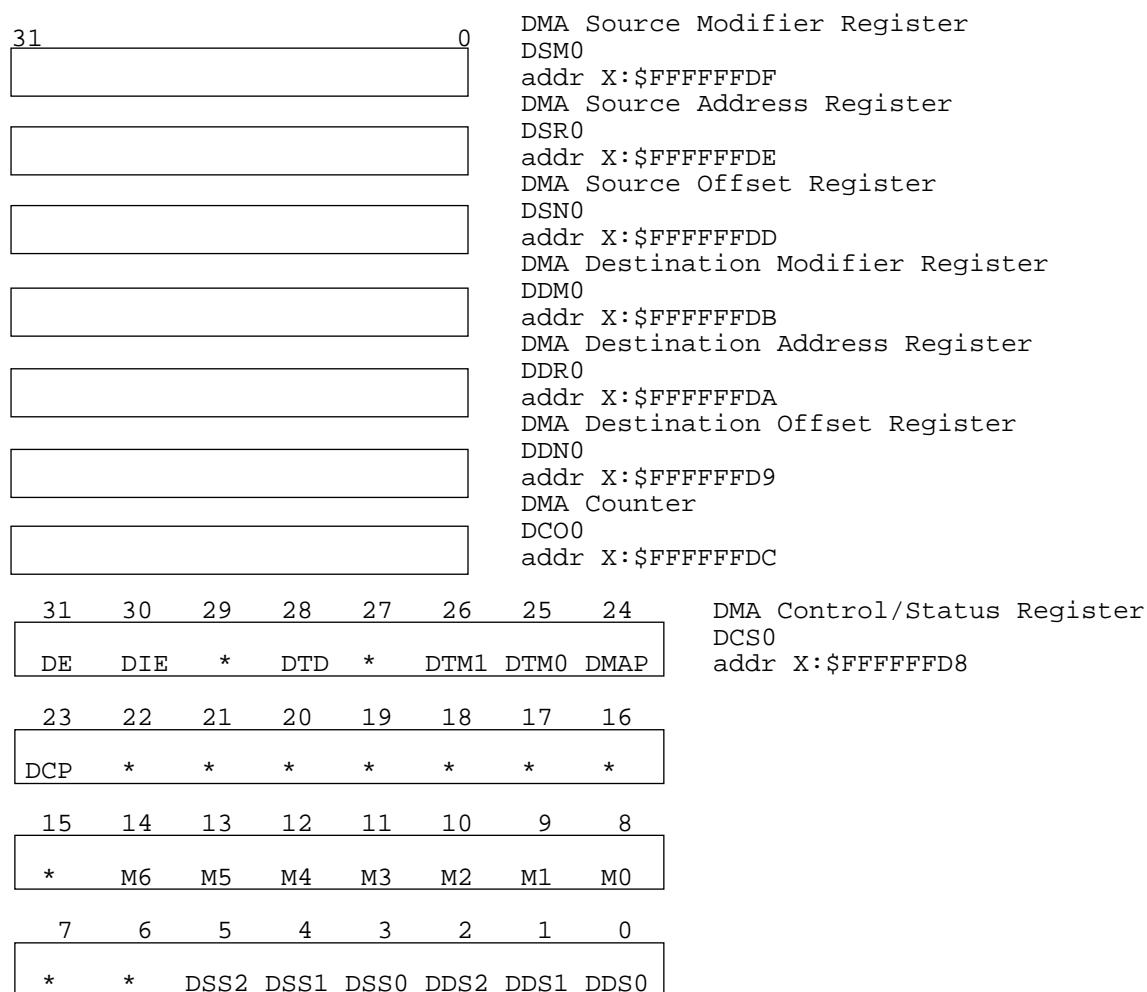 31 0
DMA Source Modifier Register
DSM0
addr X:$FFFFFFDF
DMA Source Address Register
DSR0
addr X:$FFFFFFDE
DMA Source Offset Register
DSN0
addr X:$FFFFFFDD
DMA Destination Modifier Register
DDM0
addr X:$FFFFFFDB
DMA Destination Address Register
DDR0
addr X:$FFFFFFDA
DMA Destination Offset Register
DDN0
addr X:$FFFFFFD9
DMA Counter
DCO0
addr X:$FFFFFFDC
31 30 29 28 27 26 25 24
DE DIE * DTD * DTM1 DTM0 DMAP
DMA Control/Status Register
DCS0
addr X:$FFFFFFD8
23 22 21 20 19 18 17 16
DCP * * * * * * *
15 14 13 12 11 10 9 8
* M6 M5 M4 M3 M2 M1 M0
7 6 5 4 3 2 1 0
* * DSS2 DSS1 DSS0 DDS2 DDS1 DDS0